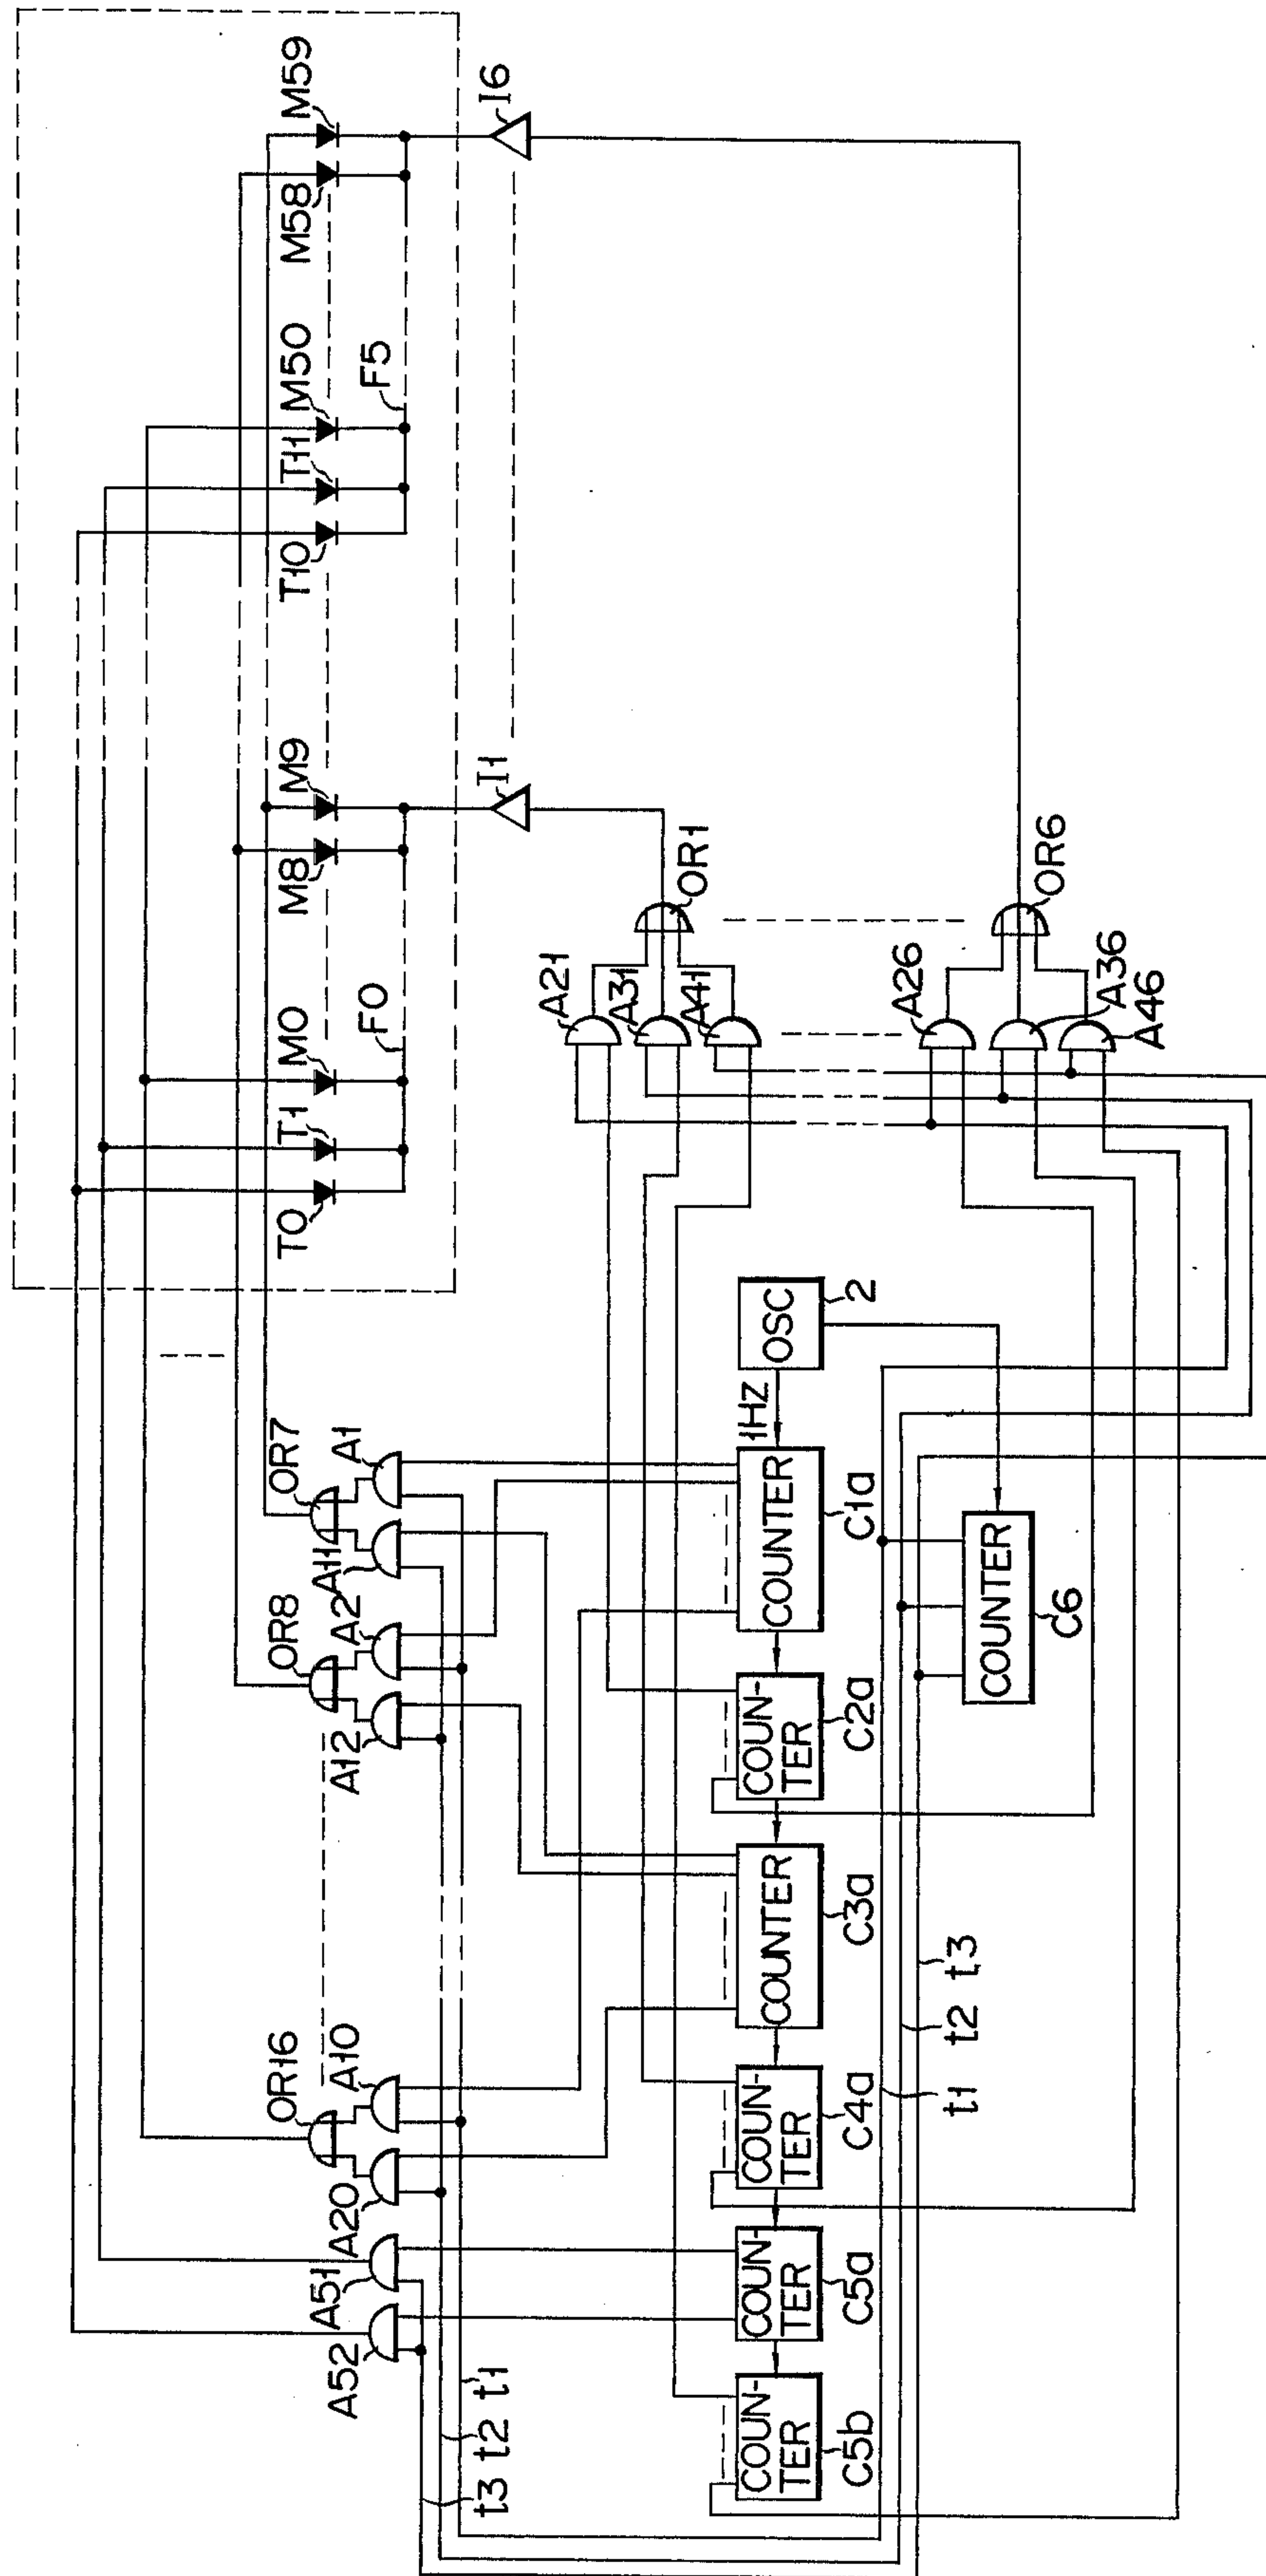 M59
M58
I6
M50
F5
T11
T10
M9
M8
I1
M0
F0
T1
T0
OR1
OR6
A21
A31
A41
A26
A36
A46
OSC
2
1HZ
OR7
A1
A11
OR8
A2
A12
OR16
A10
A20
A51
A52
COUNTER
C1a
COUN-
TER
C2a
COUNTER
C3a
COUN-
TER
C4a
COUN-
TER
C5a
COUN-
TER
C5b
COUNTER
C6
t1
t2
t3
t1
t2
t3